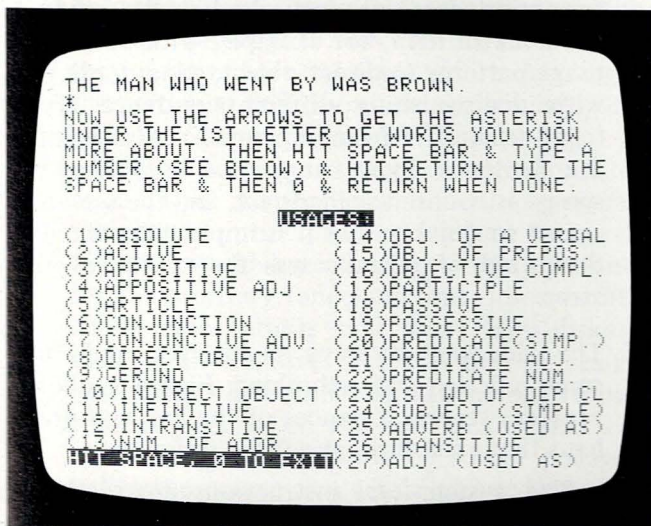 THE MAN WHO WENT BY WAS BROWN.
*
NOW USE THE ARROWS TO GET THE ASTERISK
UNDER THE 1ST LETTER OF WORDS YOU KNOW
MORE ABOUT. THEN HIT SPACE BAR & TYPE A
NUMBER (SEE BELOW) & HIT RETURN. HIT THE
SPACE BAR & THEN 0 & RETURN WHEN DONE.
USAGES:
(1)ABSOLUTE (14)OBJ. OF A VERBAL
(2)ACTIVE (15)OBJ. OF PREPOS.
(3)APPOSITIVE (16)OBJECTIVE COMPL.
(4)APPOSITIVE ADJ. (17)PARTICIPLE
(5)ARTICLE (18)PASSIVE
(6)CONJUNCTION (19)POSSESSIVE
(7)CONJUNCTIVE ADV. (20)PREDICATE(SIMP.)
(8)DIRECT OBJECT (21)PREDICATE ADJ.
(9)GERUND (22)PREDICATE NOM.
(10)INDIRECT OBJECT (23)1ST WD OF DEP CL
(11)INFINITIVE (24)SUBJECT (SIMPLE)
(12)INTRANSITIVE (25)ADVERB (USED AS)
(13)NOM. OF ADDR. (26)TRANSITIVE
HIT SPACE, 0 TO EXIT(27)ADJ. (USED AS)